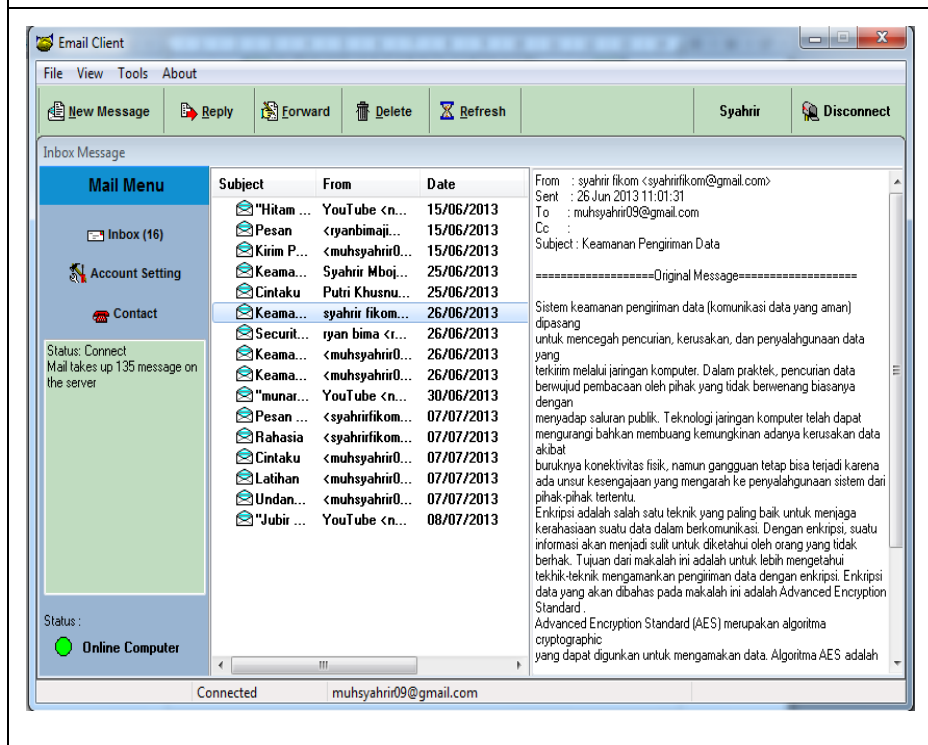 Email Client
File View Tools About
New Message Reply Forward Delete Refresh Syahrir Disconnect
Inbox Message
Mail Menu
Inbox (16)
Account Setting
Contact
Status: Connect
Mail takes up 135 message on
the server
Status :
Online Computer
Subject From Date
"Hitam ... YouTube <n... 15/06/2013
Pesan <ryanbimaji... 15/06/2013
Kirim P... <muhsyahrir0... 15/06/2013
Keama... Syahrir Mboj... 25/06/2013
Cintaku Putri Khusnu... 25/06/2013
Keama... syahrir fikom... 26/06/2013
Securit... ryan bima <r... 26/06/2013
Keama... <muhsyahrir0... 26/06/2013
Keama... <muhsyahrir0... 26/06/2013
"munar... YouTube <n... 30/06/2013
Pesan ... <syahrirfikom... 07/07/2013
Rahasia <syahrirfikom... 07/07/2013
Cintaku <muhsyahrir0... 07/07/2013
Latihan <muhsyahrir0... 07/07/2013
Undan... <muhsyahrir0... 07/07/2013
"Jubir ... YouTube <n... 08/07/2013
From : syahrir fikom <syahrirfikom@gmail.com>
Sent : 26 Jun 2013 11:01:31
To : muhsyahrir09@gmail.com
Cc :
Subject : Keamanan Pengiriman Data
===================Original Message===================
Sistem keamanan pengiriman data (komunikasi data yang aman)
dipasang
untuk mencegah pencurian, kerusakan, dan penyalahgunaan data
yang
terkirim melalui jaringan komputer. Dalam praktek, pencurian data
berwujud pembacaan oleh pihak yang tidak berwenang biasanya
dengan
menyadap saluran publik. Teknologi jaringan komputer telah dapat
mengurangi bahkan membuang kemungkinan adanya kerusakan data
akibat
buruknya konektivitas fisik, namun gangguan tetap bisa terjadi karena
ada unsur kesengajaan yang mengarah ke penyalahgunaan sistem dari
pihak-pihak tertentu.
Enkripsi adalah salah satu teknik yang paling baik untuk menjaga
kerahasiaan suatu data dalam berkomunikasi. Dengan enkripsi, suatu
informasi akan menjadi sulit untuk diketahui oleh orang yang tidak
berhak. Tujuan dari makalah ini adalah untuk lebih mengetahui
tekhik-teknik mengamankan pengiriman data dengan enkripsi. Enkripsi
data yang akan dibahas pada makalah ini adalah Advanced Encryption
Standard .
Advanced Encryption Standard (AES) merupakan algoritma
cryptographic
yang dapat digunkan untuk mengamakan data. Algoritma AES adalah
Connected muhsyahrir09@gmail.com